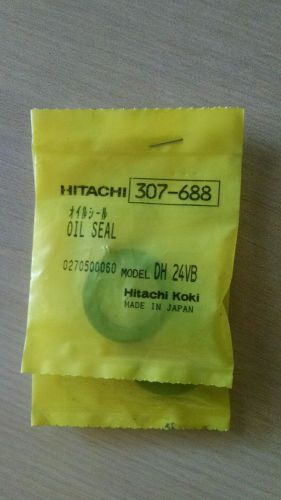 HITACHI 307-688
オイルシール
OIL SEAL
0270500060 MODEL DH 24VB
Hitachi Koki
MADE IN JAPAN